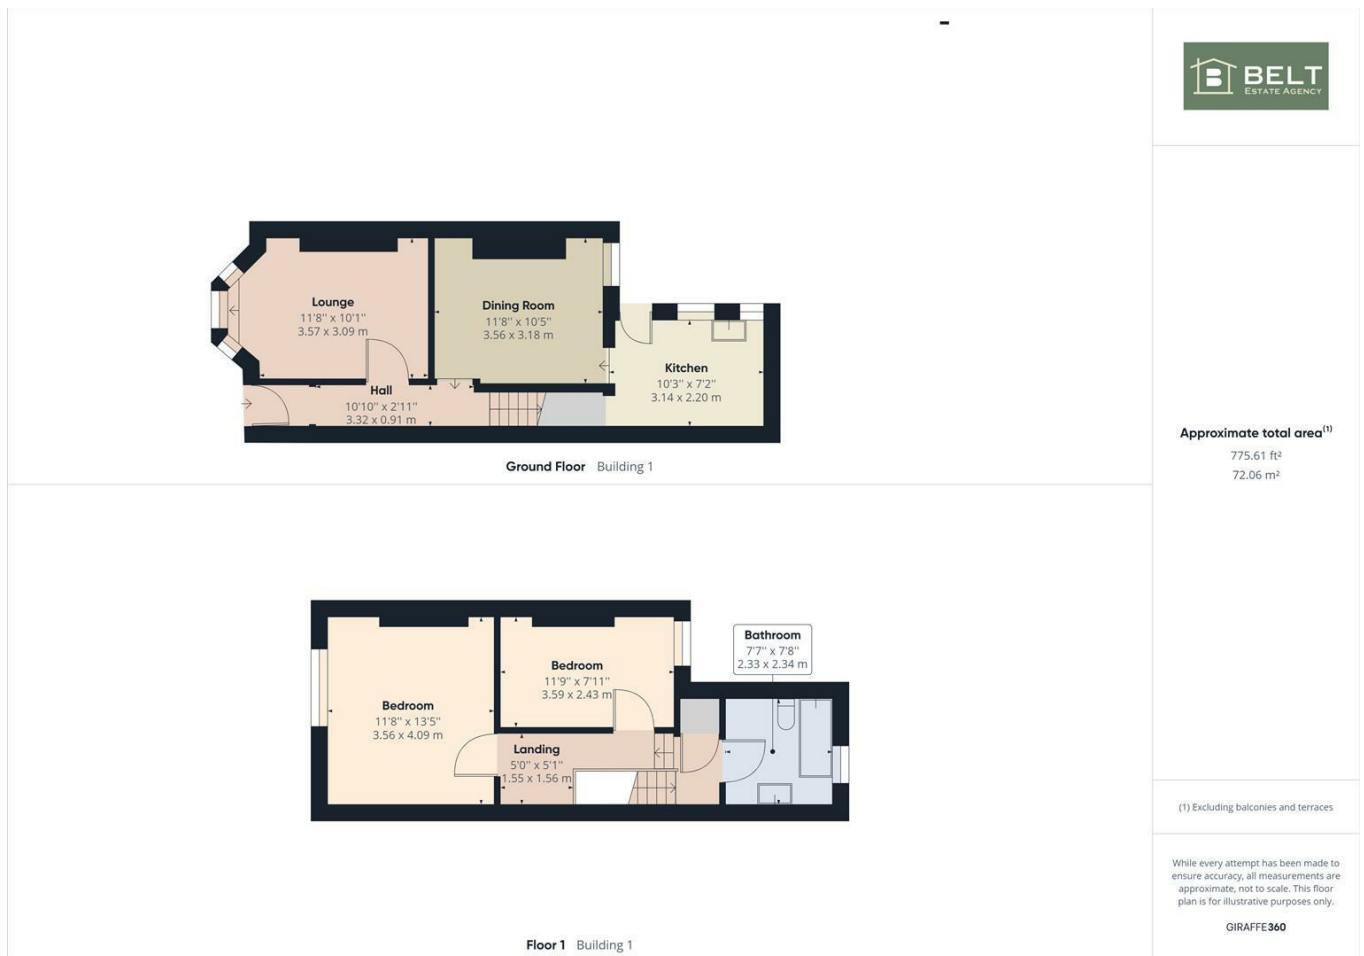 BELT
ESTATE AGENCY
Lounge
11'8'' x 10'1''
3.57 x 3.09 m
Dining Room
11'8'' x 10'5''
3.56 x 3.18 m
Kitchen
10'3'' x 7'2''
3.14 x 2.20 m
Hall
10'10'' x 2'11''
3.32 x 0.91 m
Ground Floor Building 1
Approximate total area(1)
775.61 ft²
72.06 m²
Bathroom
7'7'' x 7'8''
2.33 x 2.34 m
Bedroom
11'9'' x 7'11''
3.59 x 2.43 m
Bedroom
11'8'' x 13'5''
3.56 x 4.09 m
Landing
5'0'' x 5'1''
1.55 x 1.56 m
Floor 1 Building 1
(1) Excluding balconies and terraces
While every attempt has been made to
ensure accuracy, all measurements are
approximate, not to scale. This floor
plan is for illustrative purposes only.
GIRAFFE360